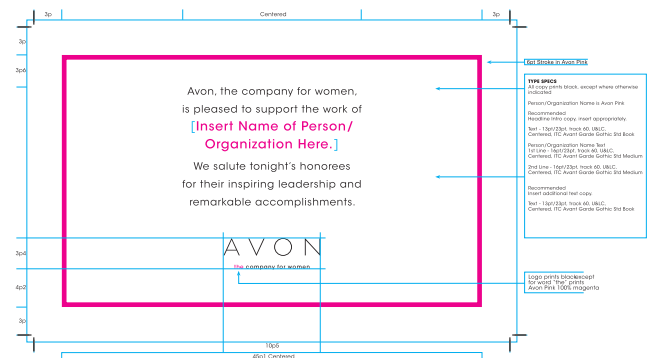 3p
Centered
3p
3p
6pt Stroke in Avon Pink
3p6
TYPE SPECS
All copy prints black, except where otherwise
indicated
Person/Organization Name is Avon Pink
Recommended
Headline Intro copy, Insert appropriately
Text - 13pt/23pt, track 60, U&LC,
Centered, ITC Avant Garde Gothic Std Book
Person/Organization Name Text
1st Line - 16pt/23pt, track 60, U&LC,
Centered, ITC Avant Garde Gothic Std Medium
2nd Line - 16pt/23pt, track 60, U&LC,
Centered, ITC Avant Garde Gothic Std Medium
Recommended
Insert additional text copy
Text - 13pt/23pt, track 60, U&LC,
Centered, ITC Avant Garde Gothic Std Book
Avon, the company for women,
is pleased to support the work of
[Insert Name of Person/
Organization Here.]
We salute tonight's honorees
for their inspiring leadership and
remarkable accomplishments.
3p4
AVON
the company for women
Logo prints blackexcept
for word "the" prints
Avon Pink 100% magenta
6p2
3p
10p5
45p1 Centered